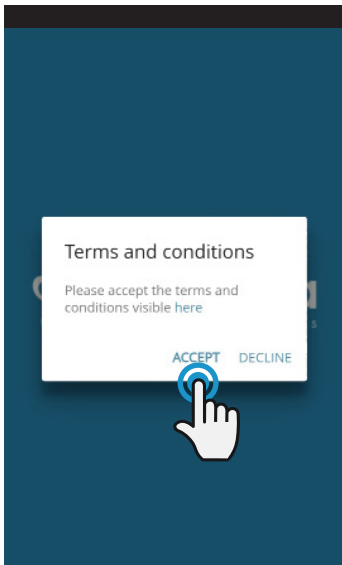 Terms and conditions
Please accept the terms and
conditions visible here
ACCEPT DECLINE